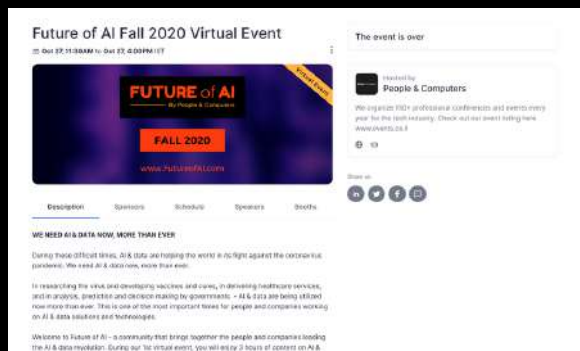 Future of AI Fall 2020 Virtual Event
Oct 27, 11:30AM to Oct 27, 4:00PM IST
Virtual Event
FUTURE of AI
By People & Computers
FALL 2020
www.FutureofAI.com
Description Sponsors Schedule Speakers Booths
WE NEED AI & DATA NOW, MORE THAN EVER
During these difficult times, AI & data are helping the world in its fight against the coronavirus
pandemic. We need AI & data now, more than ever.
In researching the virus and developing vaccines and cures, in delivering healthcare services,
and in analysis, prediction and decision making by governments – AI & data are being utilized
now more than ever. This is one of the most important times for people and companies working
on AI & data solutions and technologies.
Welcome to Future of AI – a community that brings together the people and companies leading
the AI & data revolution. During our 1st virtual event, you will enjoy 3 hours of content on AI &
The event is over
Hosted by
People & Computers
We organize 100+ professional conferences and events every
year for the tech industry. Check out our event listing here
www.events.co.il
Share us